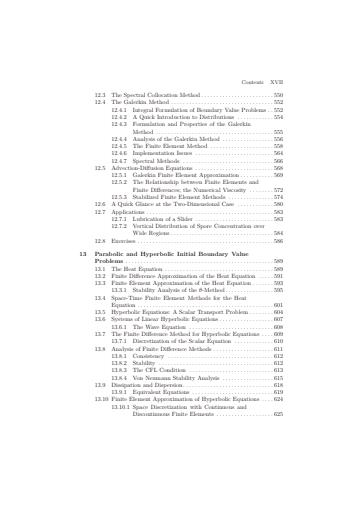 Contents XVII
12.3 The Spectral Collocation Method . . . . . . . . . . . . . . . . . . . . . . . . 550
12.4 The Galerkin Method . . . . . . . . . . . . . . . . . . . . . . . . . . . . . . . . . . 552
12.4.1 Integral Formulation of Boundary Value Problems . . 552
12.4.2 A Quick Introduction to Distributions . . . . . . . . . . . . 554
12.4.3 Formulation and Properties of the Galerkin
Method . . . . . . . . . . . . . . . . . . . . . . . . . . . . . . . . . . . . . . . 555
12.4.4 Analysis of the Galerkin Method . . . . . . . . . . . . . . . . . 556
12.4.5 The Finite Element Method . . . . . . . . . . . . . . . . . . . . . 558
12.4.6 Implementation Issues . . . . . . . . . . . . . . . . . . . . . . . . . . 564
12.4.7 Spectral Methods . . . . . . . . . . . . . . . . . . . . . . . . . . . . . . 566
12.5 Advection-Diffusion Equations . . . . . . . . . . . . . . . . . . . . . . . . . . 568
12.5.1 Galerkin Finite Element Approximation . . . . . . . . . . . 569
12.5.2 The Relationship between Finite Elements and
Finite Differences; the Numerical Viscosity . . . . . . . . . 572
12.5.3 Stabilized Finite Element Methods . . . . . . . . . . . . . . . 574
12.6 A Quick Glance at the Two-Dimensional Case . . . . . . . . . . . . . 580
12.7 Applications . . . . . . . . . . . . . . . . . . . . . . . . . . . . . . . . . . . . . . . . . . 583
12.7.1 Lubrication of a Slider . . . . . . . . . . . . . . . . . . . . . . . . . . 583
12.7.2 Vertical Distribution of Spore Concentration over
Wide Regions . . . . . . . . . . . . . . . . . . . . . . . . . . . . . . . . . . 584
12.8 Exercises . . . . . . . . . . . . . . . . . . . . . . . . . . . . . . . . . . . . . . . . . . . . . 586
13 Parabolic and Hyperbolic Initial Boundary Value
Problems . . . . . . . . . . . . . . . . . . . . . . . . . . . . . . . . . . . . . . . . . . . . . . . . 589
13.1 The Heat Equation . . . . . . . . . . . . . . . . . . . . . . . . . . . . . . . . . . . . 589
13.2 Finite Difference Approximation of the Heat Equation . . . . . 591
13.3 Finite Element Approximation of the Heat Equation . . . . . . . 593
13.3.1 Stability Analysis of the θ-Method . . . . . . . . . . . . . . . . 595
13.4 Space-Time Finite Element Methods for the Heat
Equation . . . . . . . . . . . . . . . . . . . . . . . . . . . . . . . . . . . . . . . . . . . . . 601
13.5 Hyperbolic Equations: A Scalar Transport Problem . . . . . . . . 604
13.6 Systems of Linear Hyperbolic Equations . . . . . . . . . . . . . . . . . . 607
13.6.1 The Wave Equation . . . . . . . . . . . . . . . . . . . . . . . . . . . . 608
13.7 The Finite Difference Method for Hyperbolic Equations . . . . 609
13.7.1 Discretization of the Scalar Equation . . . . . . . . . . . . . 610
13.8 Analysis of Finite Difference Methods . . . . . . . . . . . . . . . . . . . . 611
13.8.1 Consistency . . . . . . . . . . . . . . . . . . . . . . . . . . . . . . . . . . . 612
13.8.2 Stability . . . . . . . . . . . . . . . . . . . . . . . . . . . . . . . . . . . . . . 612
13.8.3 The CFL Condition . . . . . . . . . . . . . . . . . . . . . . . . . . . . 613
13.8.4 Von Neumann Stability Analysis . . . . . . . . . . . . . . . . . 615
13.9 Dissipation and Dispersion . . . . . . . . . . . . . . . . . . . . . . . . . . . . . . 618
13.9.1 Equivalent Equations . . . . . . . . . . . . . . . . . . . . . . . . . . . 619
13.10 Finite Element Approximation of Hyperbolic Equations . . . . 624
13.10.1 Space Discretization with Continuous and
Discontinuous Finite Elements . . . . . . . . . . . . . . . . . . . 625